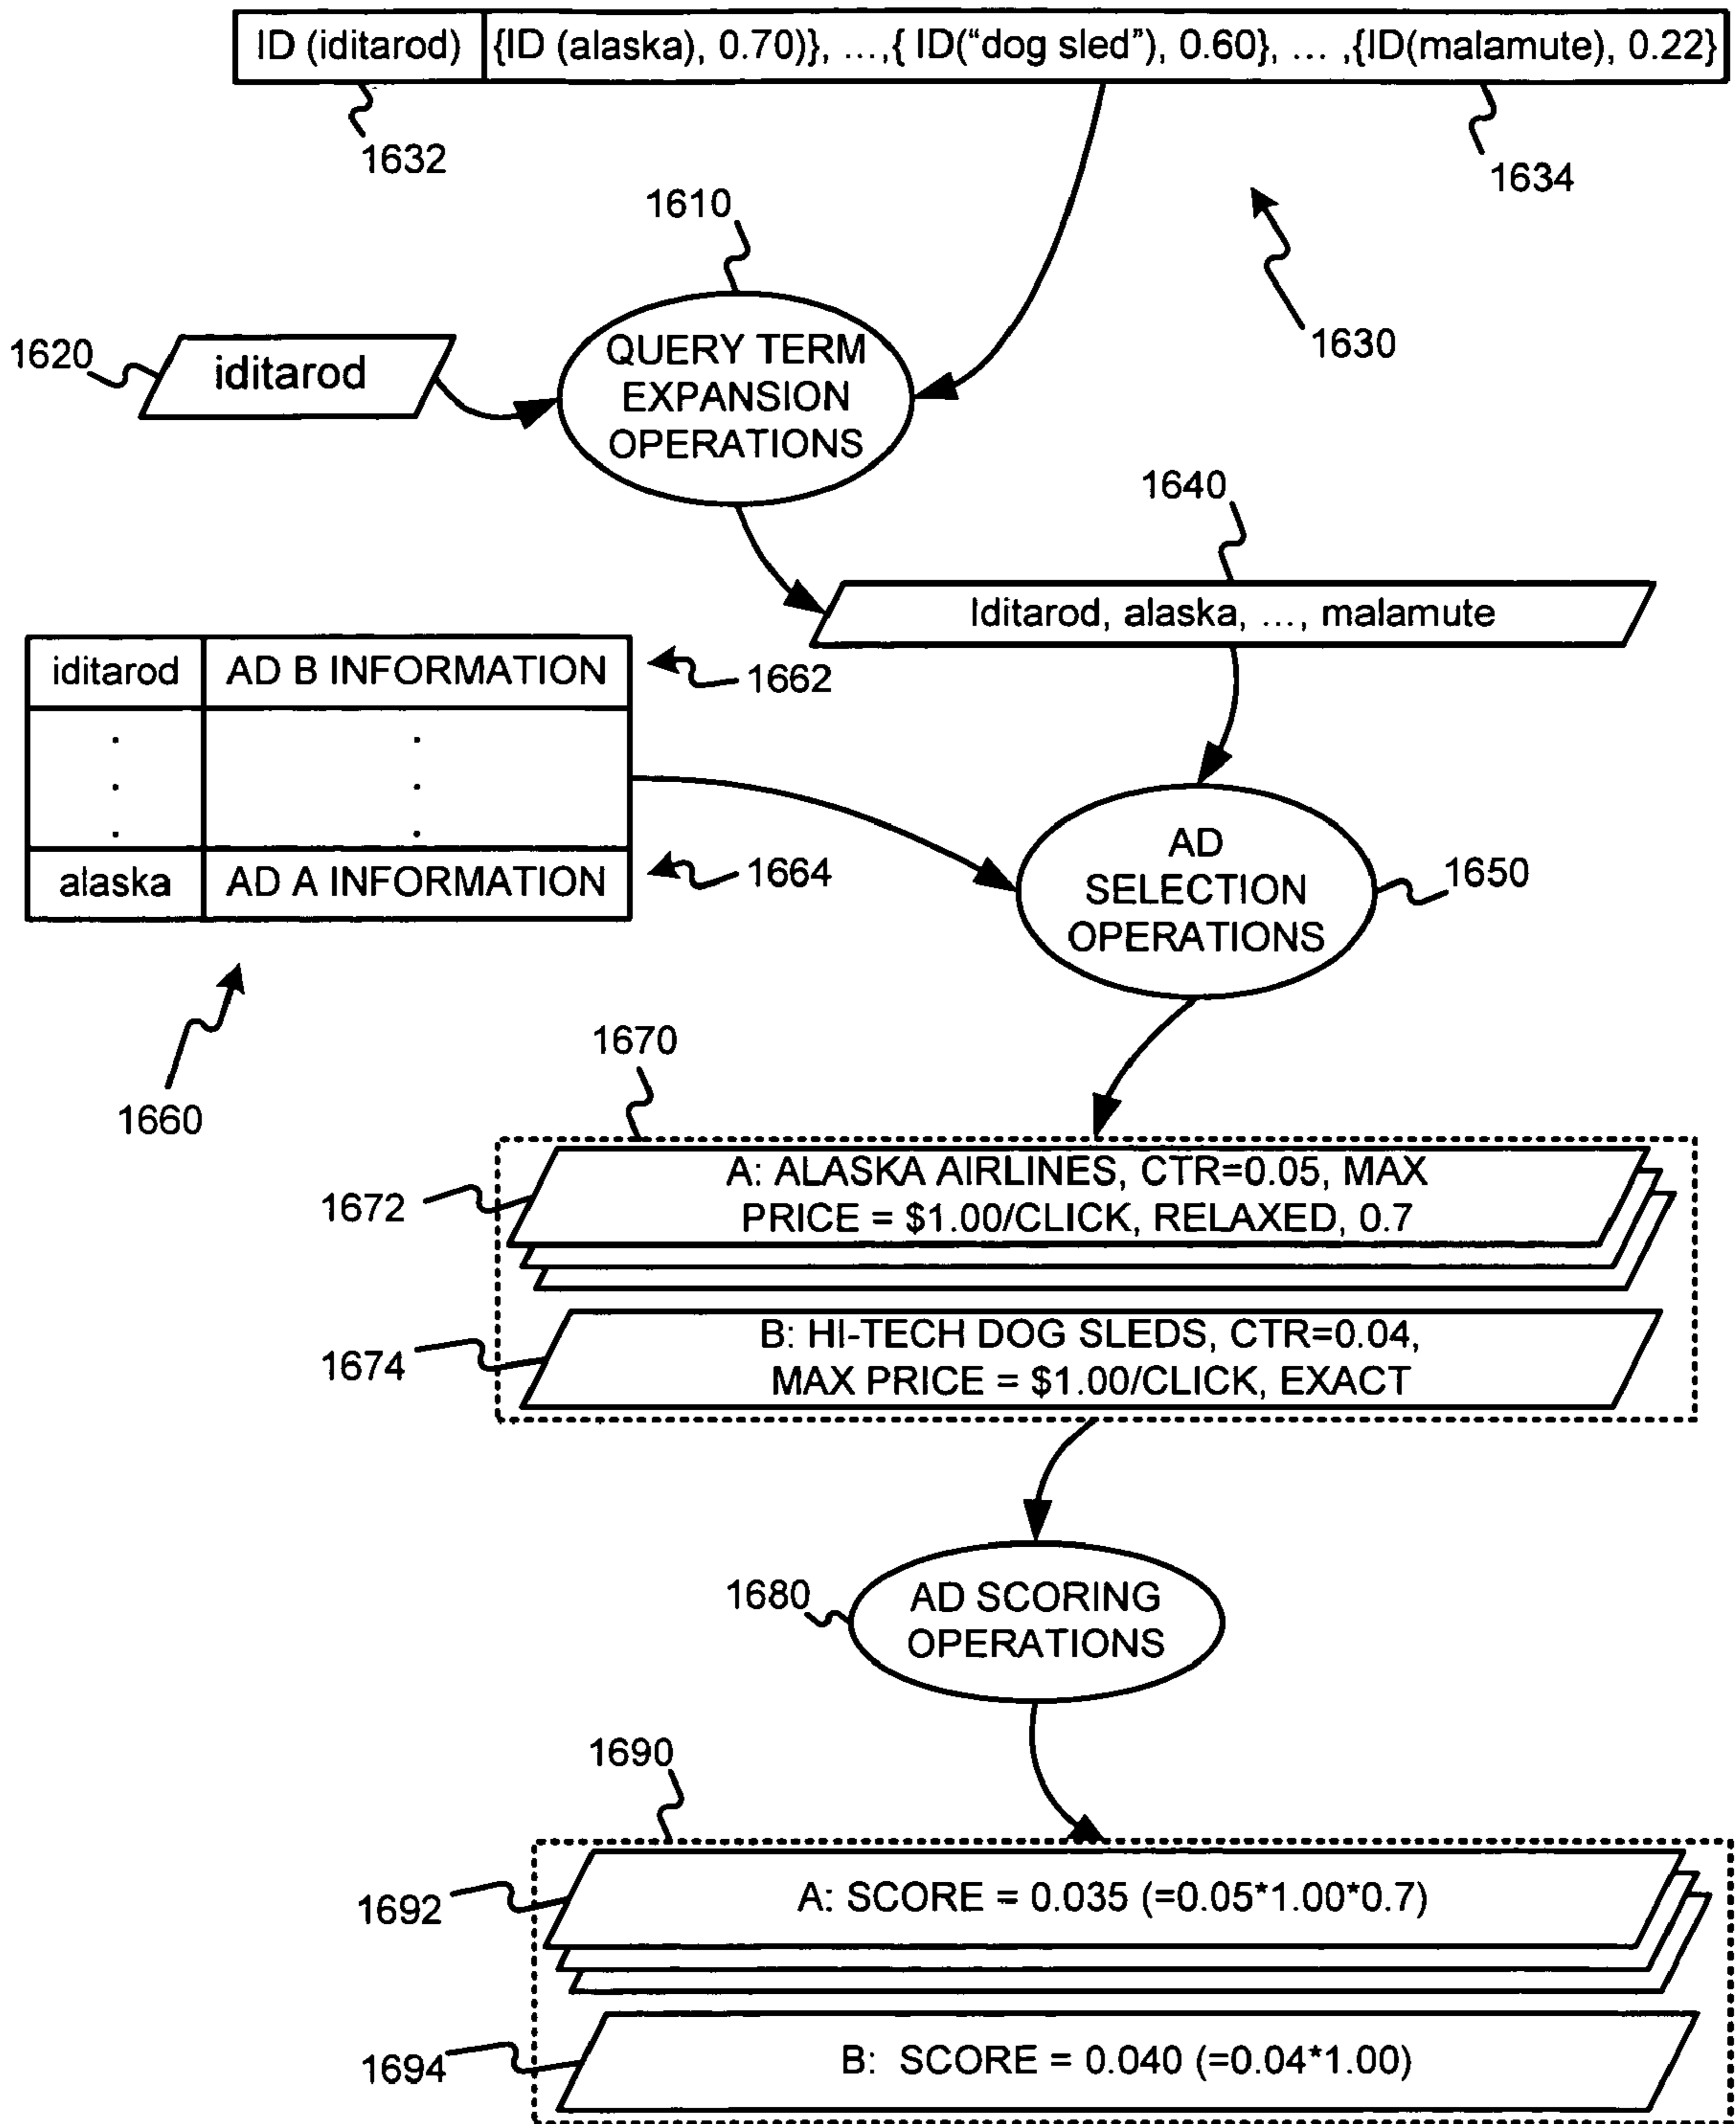 ID (iditarod) {ID (alaska), 0.70)}, ...,{ ID("dog sled"), 0.60}, ... ,{ID(malamute), 0.22}
1632
1634
1610
1630
1620
iditarod
QUERY TERM
EXPANSION
OPERATIONS
1640
Iditarod, alaska, ..., malamute
iditarod AD B INFORMATION
1662
. .
. .
. .
alaska AD A INFORMATION
1664
AD
SELECTION
OPERATIONS
1650
1660
1670
1672
A: ALASKA AIRLINES, CTR=0.05, MAX
PRICE = $1.00/CLICK, RELAXED, 0.7
1674
B: HI-TECH DOG SLEDS, CTR=0.04,
MAX PRICE = $1.00/CLICK, EXACT
1680
AD SCORING
OPERATIONS
1690
1692
A: SCORE = 0.035 (=0.05*1.00*0.7)
1694
B: SCORE = 0.040 (=0.04*1.00)